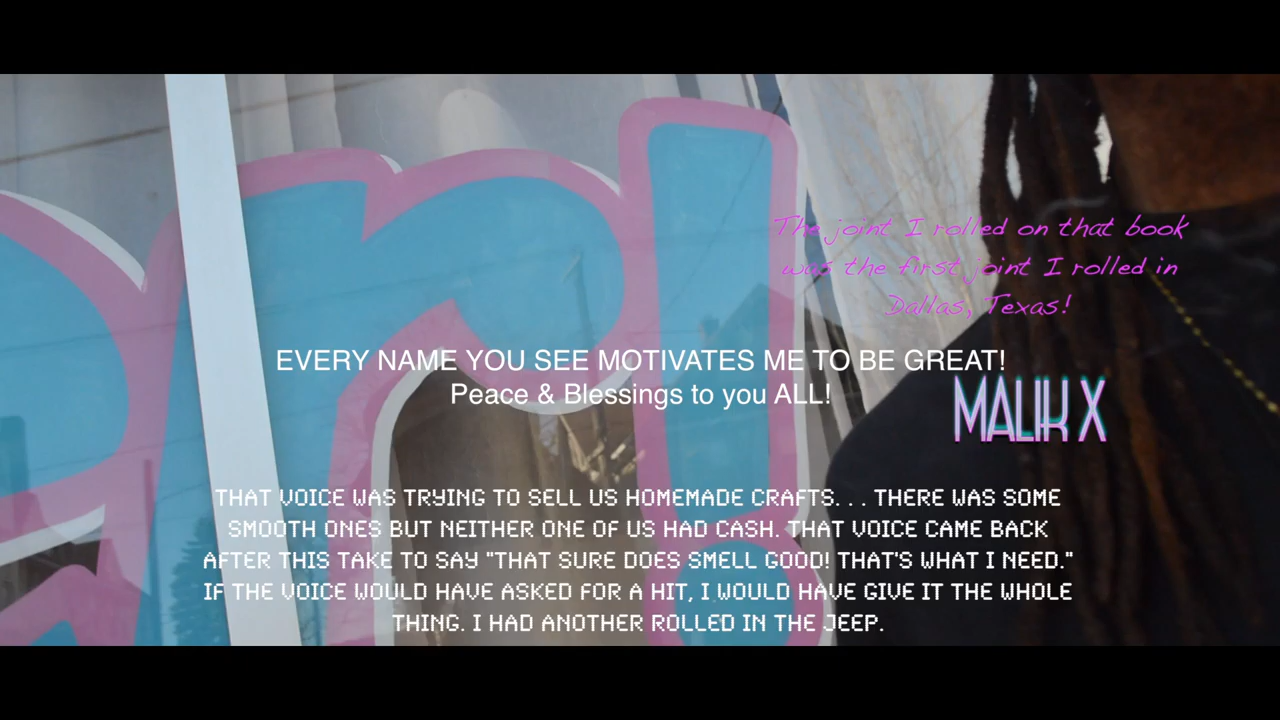 r!
The joint I rolled on that book
was the first joint I rolled in
Dallas, Texas!
EVERY NAME YOU SEE MOTIVATES ME TO BE GREAT!
Peace & Blessings to you ALL!
MALIK X
THAT VOICE WAS TRYING TO SELL US HOMEMADE CRAFTS. . . THERE WAS SOME
SMOOTH ONES BUT NEITHER ONE OF US HAD CASH. THAT VOICE CAME BACK
AFTER THIS TAKE TO SAY "THAT SURE DOES SMELL GOOD! THAT'S WHAT I NEED."
IF THE VOICE WOULD HAVE ASKED FOR A HIT, I WOULD HAVE GIVE IT THE WHOLE
THING. I HAD ANOTHER ROLLED IN THE JEEP.